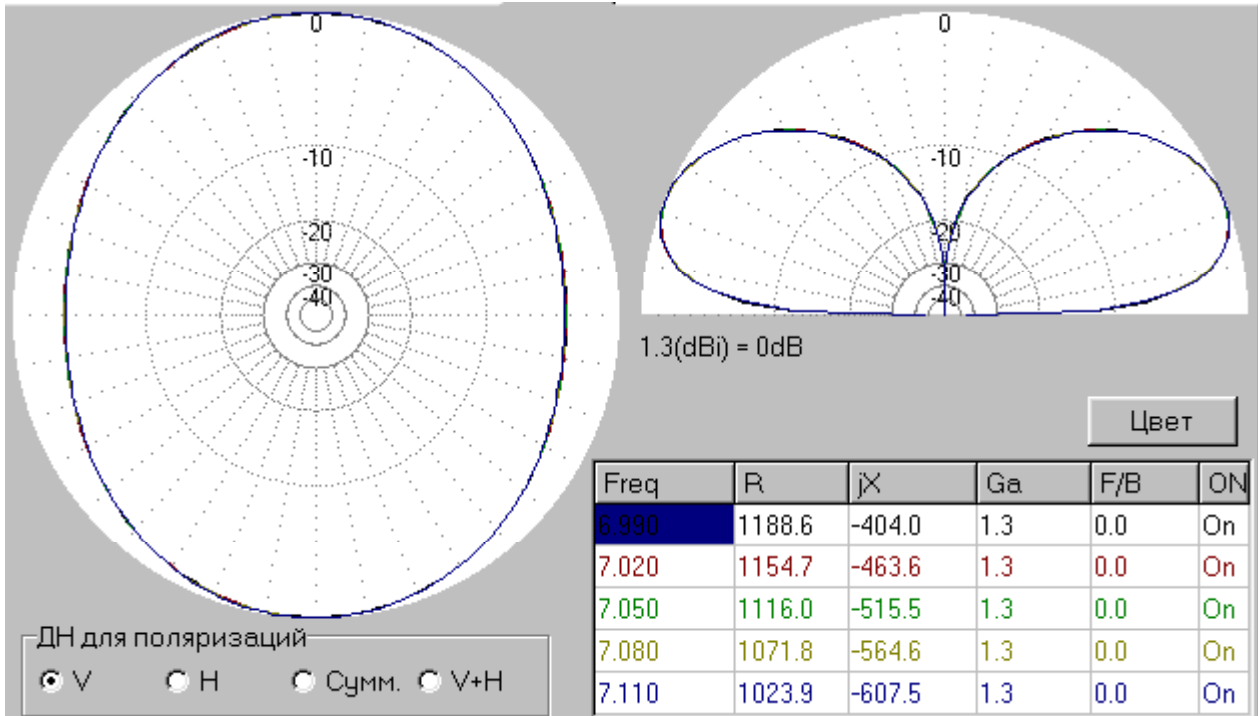 0
-10
-20
-30
-40
0
-10
-20
-30
-40
1.3(dBi) = 0dB
Цвет
Freq R jX Ga F/B ON
6.990 1188.6 -404.0 1.3 0.0 On
7.020 1154.7 -463.6 1.3 0.0 On
7.050 1116.0 -515.5 1.3 0.0 On
7.080 1071.8 -564.6 1.3 0.0 On
7.110 1023.9 -607.5 1.3 0.0 On
ДН для поляризаций
V H Сумм. V+H